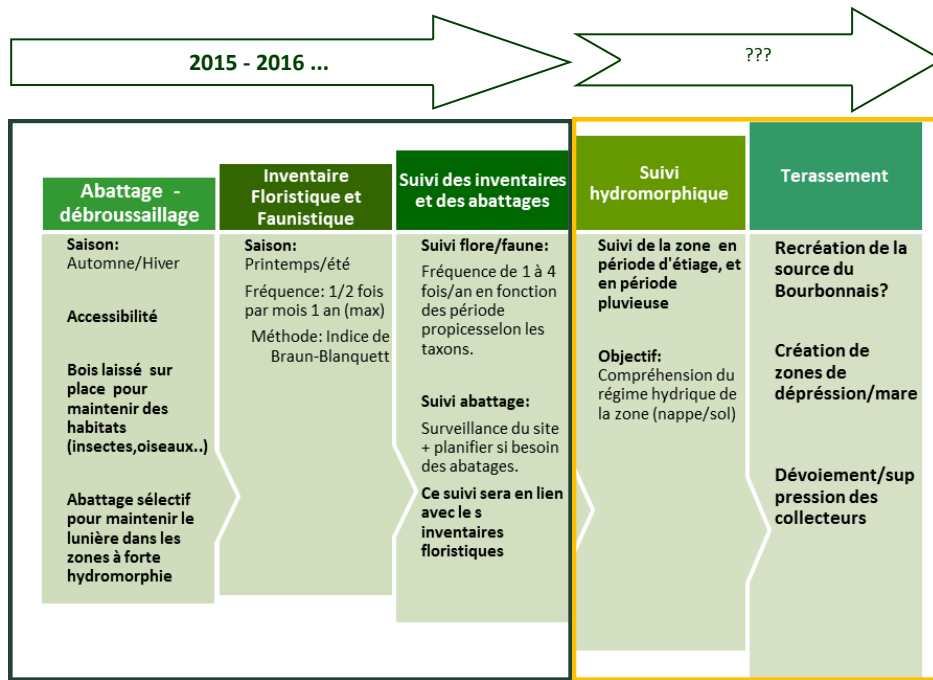 2015 - 2016 ...
???
Abattage -
débroussaillage
Saison:
Automne/Hiver
Accessibilité
Bois laissé sur
place pour
maintenir des
habitats
(insectes,oiseaux..)
Abattage sélectif
pour maintenir le
lunière dans les
zones à forte
hydromorphie
Inventaire
Floristique et
Faunistique
Saison:
Printemps/été
Fréquence: 1/2 fois
par mois 1 an (max)
Méthode: Indice de
Braun-Blanquett
Suivi des inventaires
et des abattages
Suivi flore/faune:
Fréquence de 1 à 4
fois/an en fonction
des période
propicesselon les
taxons.
Suivi abattage:
Surveillance du site
+ planifier si besoin
des abatages.
Ce suivi sera en lien
avec le s
inventaires
floristiques
Suivi
hydromorphique
Suivi de la zone en
période d'étiage, et
en période
pluvieuse
Objectif:
Compréhension du
régime hydrique de
la zone (nappe/sol)
Terassement
Recréation de la
source du
Bourbonnais?
Création de
zones de
dépréssion/mare
Dévoiement/sup
pression des
collecteurs